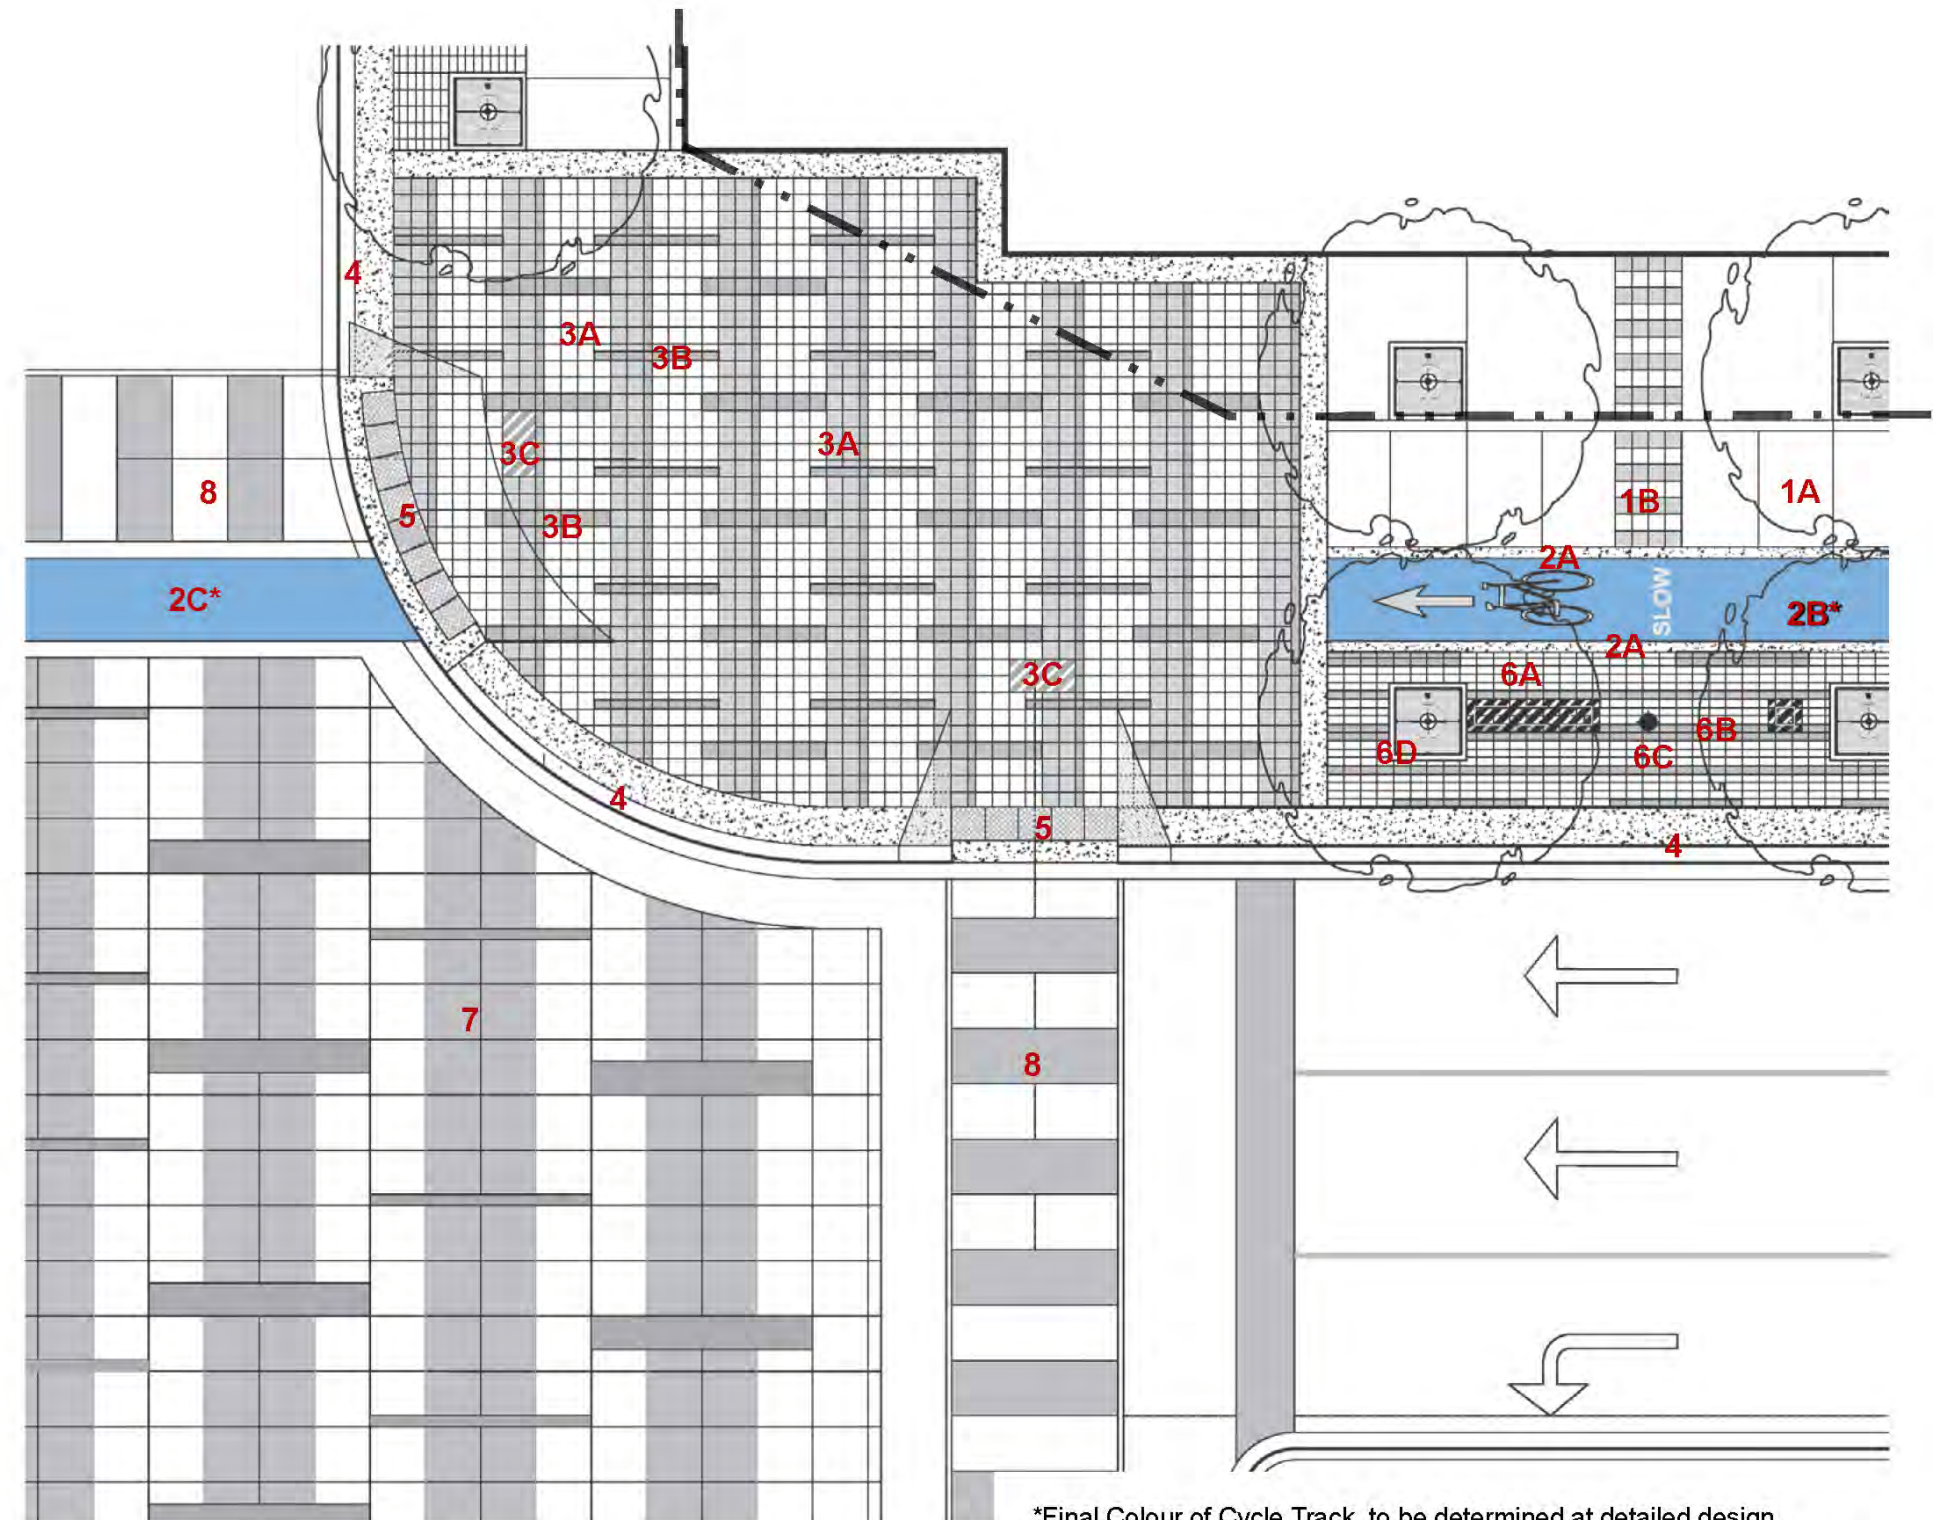 4
3A
3B
3C
3A
8
5
3B
1B
1A
2C*
2A
SLOW
2B*
2A
3C
6A
6B
6D
6C
4
5
4
7
8
*Final Colour of Cycle Track to be determined at detailed design